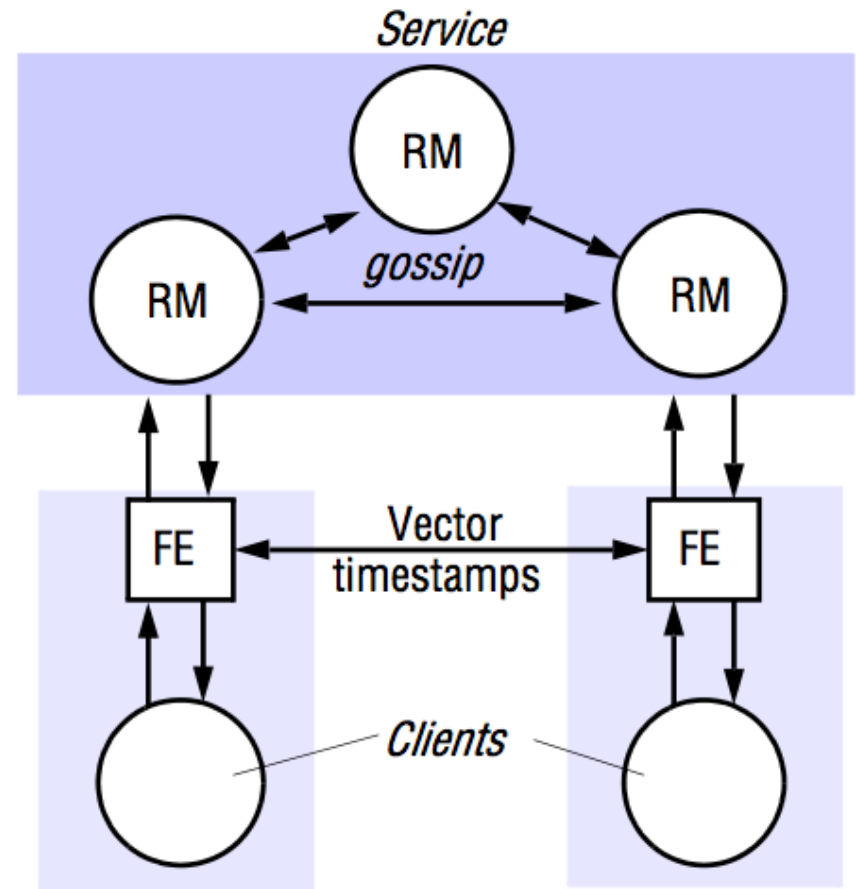 Service
RM
gossip
RM
RM
Vector
timestamps
FE
FE
Clients